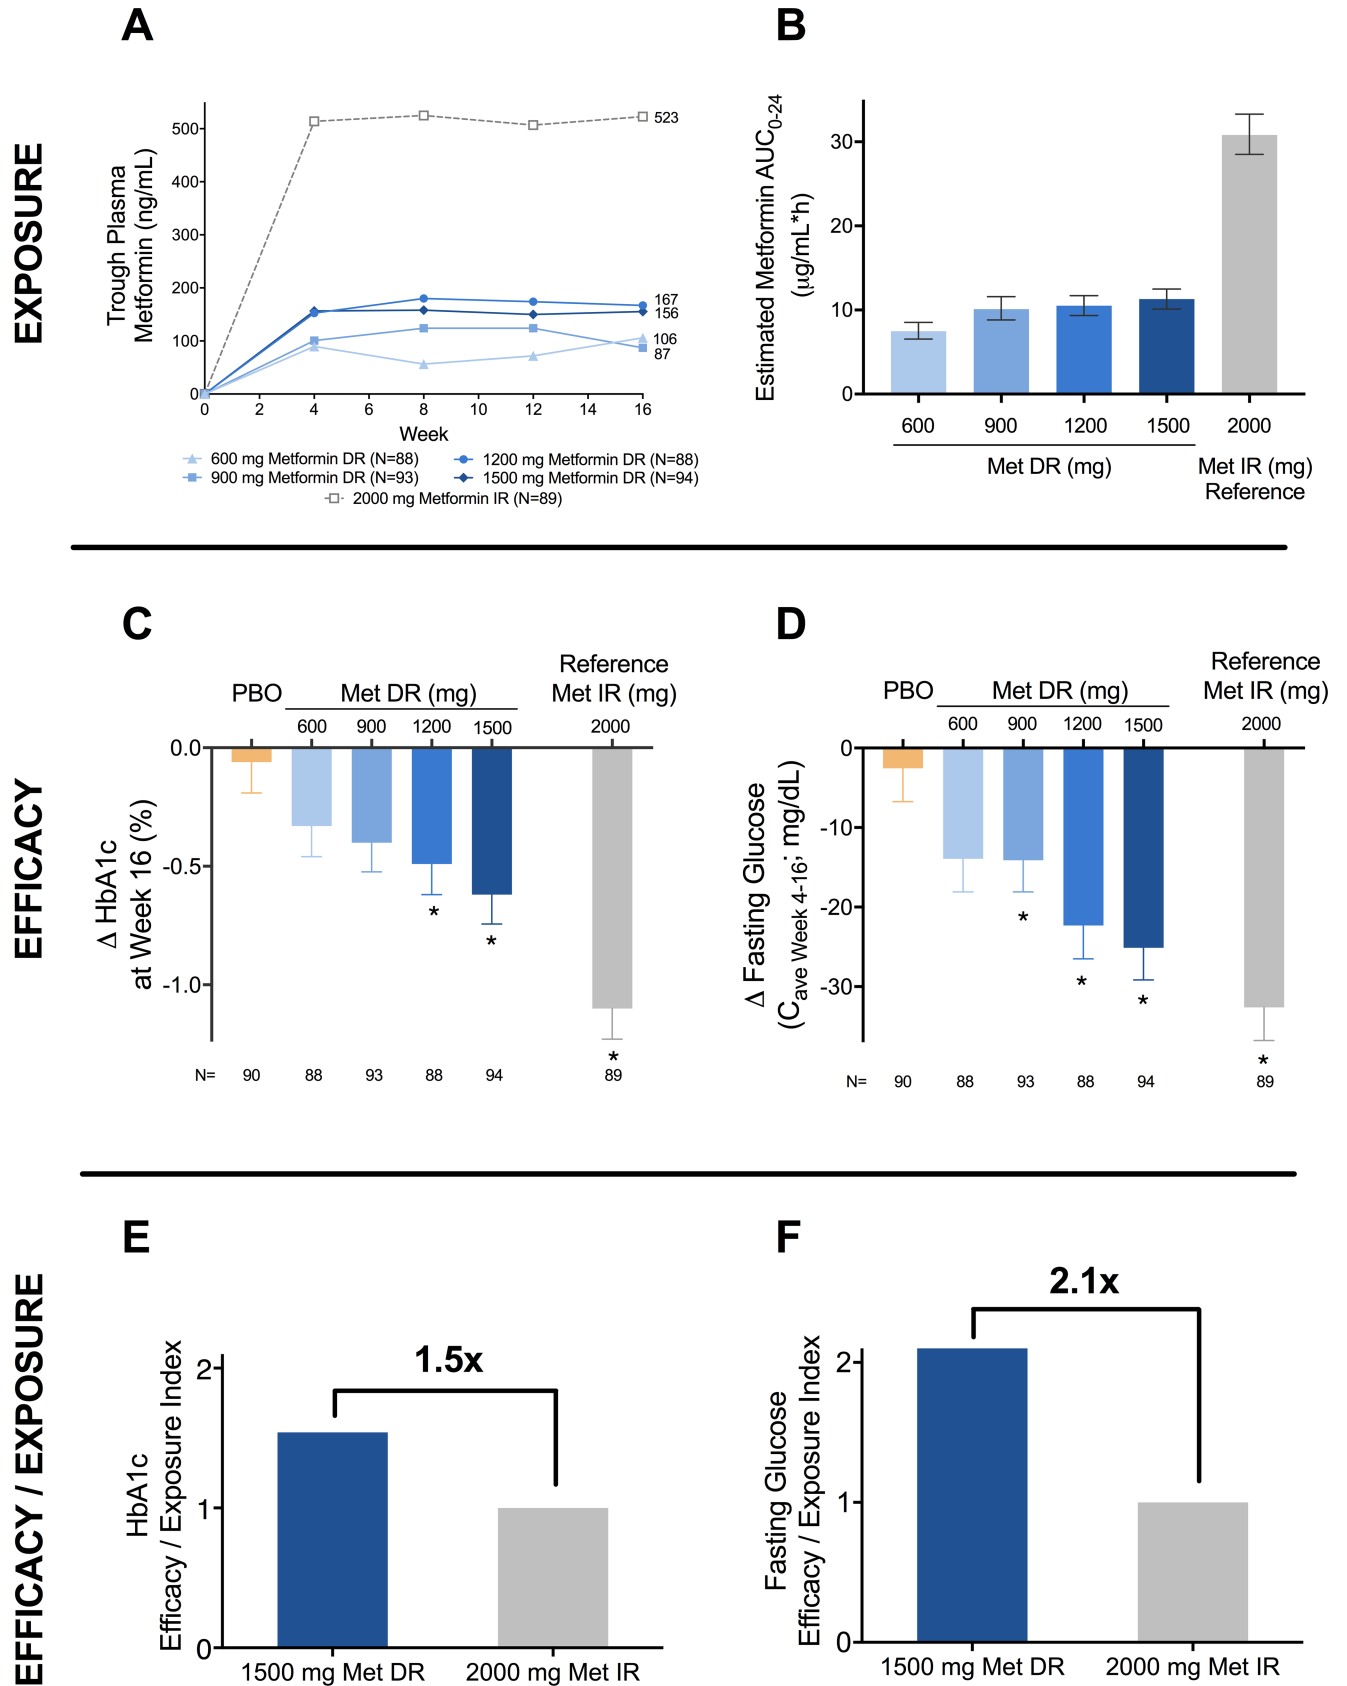 A
EXPOSURE
Trough Plasma
Metformin (ng/mL)
500
400
300
200
100
0
523
167
156
106
87
0 2 4 6 8 10 12 14 16
Week
600 mg Metformin DR (N=88)
1200 mg Metformin DR (N=88)
900 mg Metformin DR (N=93)
1500 mg Metformin DR (N=94)
2000 mg Metformin IR (N=89)
B
Estimated Metformin AUC0-24
(µg/mL*h)
30
20
10
0
600 900 1200 1500 2000
Met DR (mg)
Met IR (mg)
Reference
EFFICACY
C
Reference
PBO Met DR (mg) Met IR (mg)
600 900 1200 1500 2000
Δ HbA1c
at Week 16 (%)
0.0
-0.5
-1.0
*
*
*
N= 90 88 93 88 94 89
D
Reference
PBO Met DR (mg) Met IR (mg)
600 900 1200 1500 2000
Δ Fasting Glucose
(Cave Week 4-16; mg/dL)
0
-10
-20
-30
*
*
*
*
N= 90 88 93 88 94 89
EFFICACY / EXPOSURE
E
1.5x
HbA1c
Efficacy / Exposure Index
2
1
0
1500 mg Met DR 2000 mg Met IR
F
2.1x
Fasting Glucose
Efficacy / Exposure Index
2
1
0
1500 mg Met DR 2000 mg Met IR